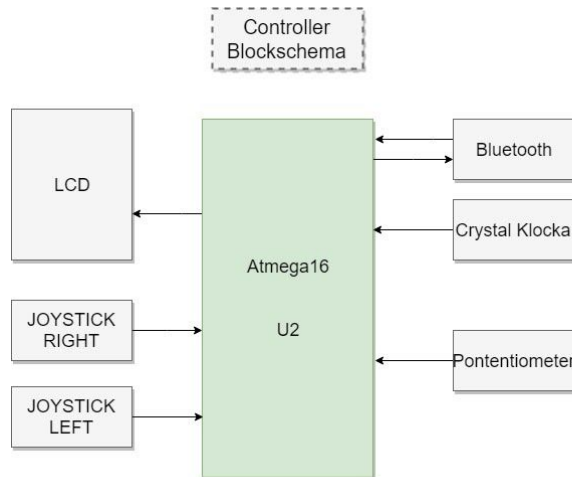 Controller
Blockschema
LCD
Bluetooth
Crystal Klocka
Atmega16
U2
JOYSTICK
RIGHT
Pontentiometer
JOYSTICK
LEFT